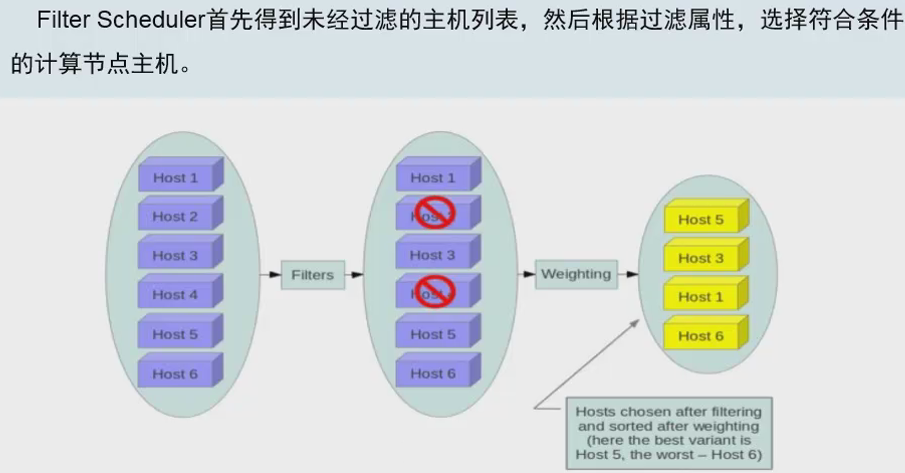 Filter Scheduler首先得到未经过滤的主机列表，然后根据过滤属性，选择符合条件
的计算节点主机。
Host 1
Host 2
Host 3
Host 4
Host 5
Host 6
Filters
Host 1
Host 3
Host 5
Host 6
Weighting
Host 5
Host 3
Host 1
Host 6
Hosts chosen after filtering
and sorted after weighting
(here the best variant is
Host 5, the worst – Host 6)